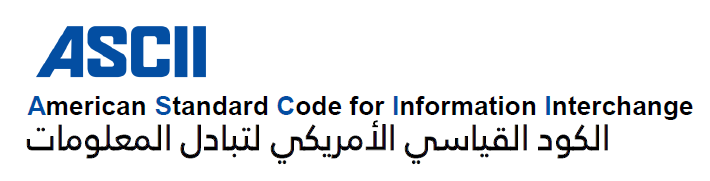 ASCII
American Standard Code for Information Interchange
الكود القياسي الأمريكي لتبادل المعلومات